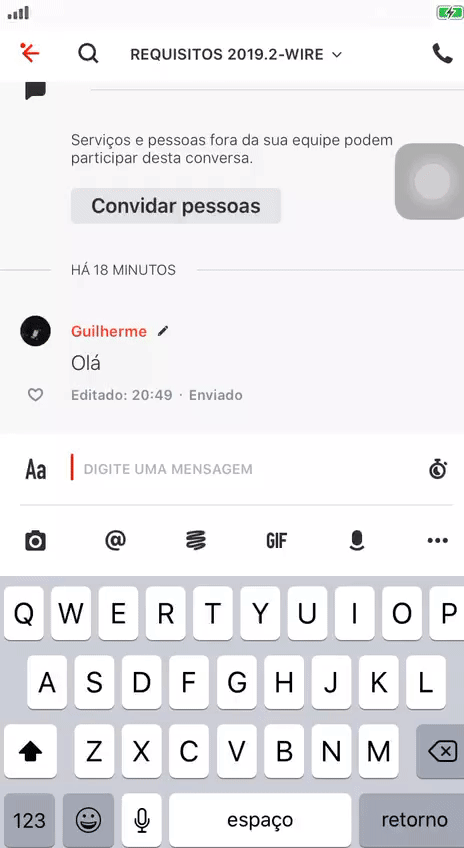 REQUISITOS 2019.2-WIRE
Serviços e pessoas fora da sua equipe podem
participar desta conversa.
Convidar pessoas
HÁ 18 MINUTOS
Guilherme
Olá
Editado: 20:49 · Enviado
Aa DIGITE UMA MENSAGEM
@ GIF
Q W E R T Y U I O P
A S D F G H J K L
Z X C V B N M
123 espaço retorno